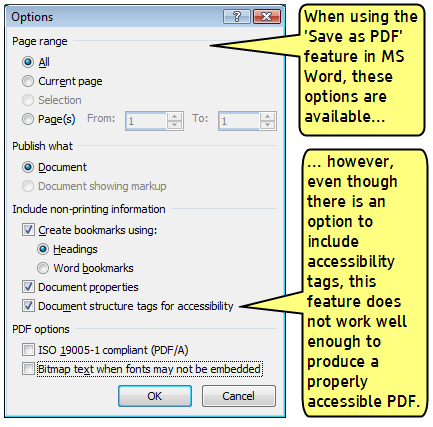 Options
Page range
All
Current page
Selection
Page(s) From: 1 To: 1
Publish what
Document
Document showing markup
Include non-printing information
Create bookmarks using:
Headings
Word bookmarks
Document properties
Document structure tags for accessibility
PDF options
ISO 19005-1 compliant (PDF/A)
Bitmap text when fonts may not be embedded
OK Cancel
When using the
'Save as PDF'
feature in MS
Word, these
options are
available...
... however,
even though
there is an
option to
include
accessibility
tags, this
feature does
not work well
enough to
produce a
properly
accessible PDF.